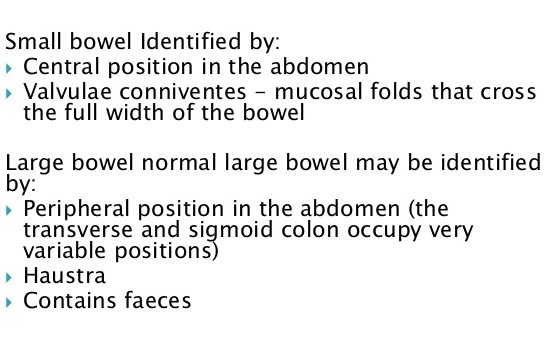 Small bowel Identified by:
Central position in the abdomen
Valvulae conniventes – mucosal folds that cross
the full width of the bowel
Large bowel normal large bowel may be identified
by:
Peripheral position in the abdomen (the
transverse and sigmoid colon occupy very
variable positions)
Haustra
Contains faeces